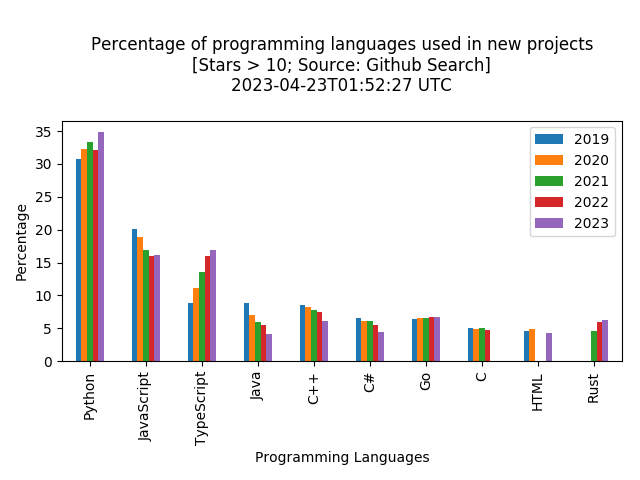 Percentage of programming languages used in new projects
[Stars > 10; Source: Github Search]
2023-04-23T01:52:27 UTC
35
30
25
20
15
10
5
0
Percentage
2019
2020
2021
2022
2023
Python
JavaScript
TypeScript
Java
C++
C#
Go
C
HTML
Rust
Programming Languages